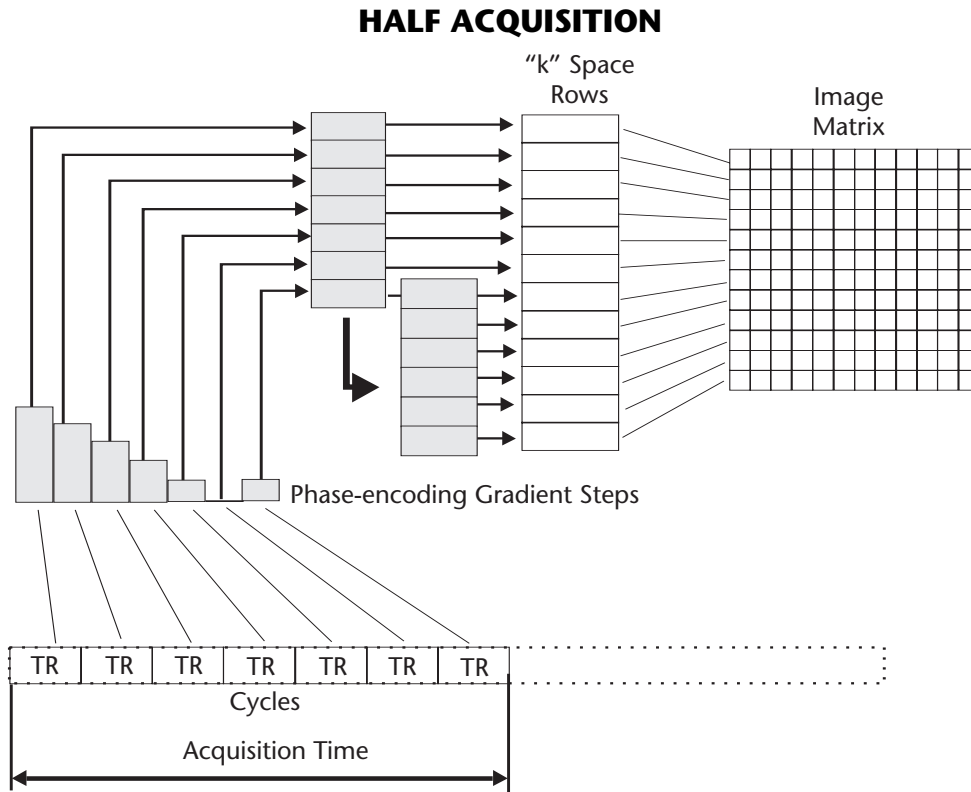 HALF ACQUISITION
“k” Space
Rows
Image
Matrix
Phase-encoding Gradient Steps
TR TR TR TR TR TR TR
Cycles
Acquisition Time